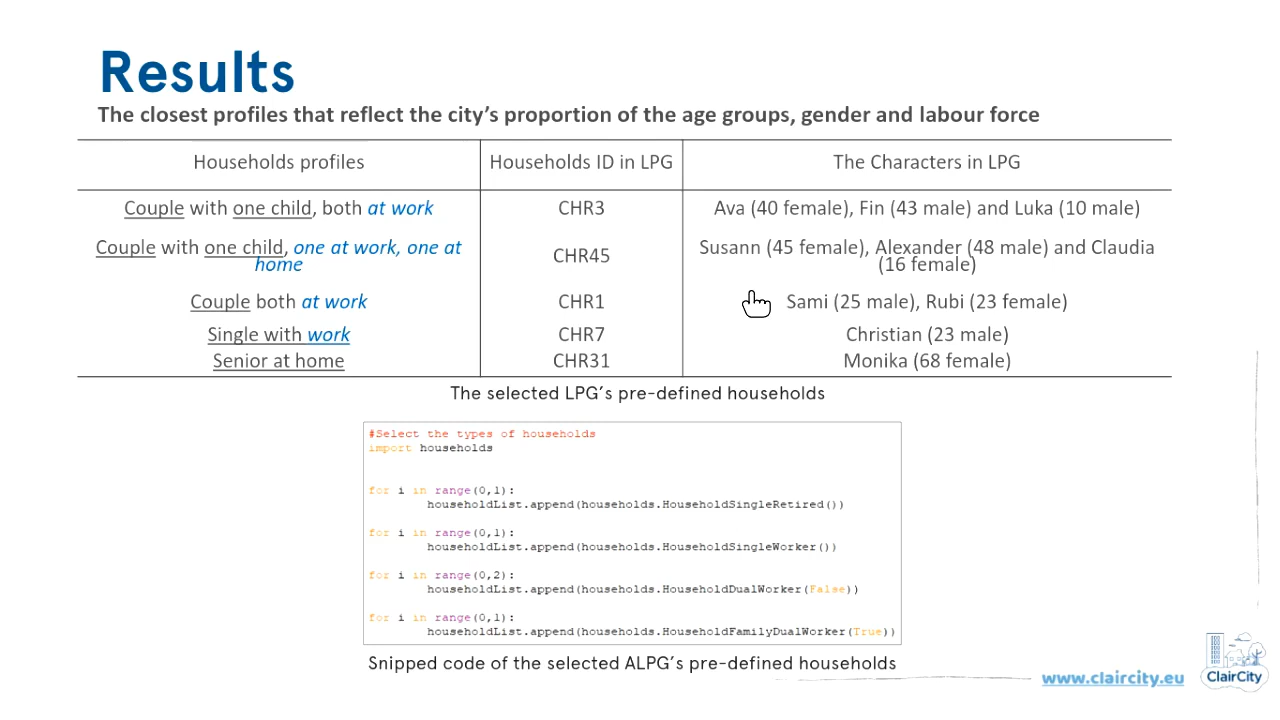 Results
The closest profiles that reflect the city's proportion of the age groups, gender and labour force
Households profiles Households ID in LPG The Characters in LPG
Couple with one child, both at work CHR3 Ava (40 female), Fin (43 male) and Luka (10 male)
Couple with one child, one at work, one at home CHR45 Susann (45 female), Alexander (48 male) and Claudia (16 female)
Couple both at work CHR1 Sami (25 male), Rubi (23 female)
Single with work CHR7 Christian (23 male)
Senior at home CHR31 Monika (68 female)
The selected LPG's pre-defined households
#Select the types of households
import households
for i in range(0,1):
householdList.append(households.HouseholdSingleRetired())
for i in range(0,1):
householdList.append(households.HouseholdSingleWorker())
for i in range(0,2):
householdList.append(households.HouseholdDualWorker(False))
for i in range(0,1):
householdList.append(households.HouseholdFamilyDualWorker(True))
Snipped code of the selected ALPG's pre-defined households
www.claircity.eu
ClairCity